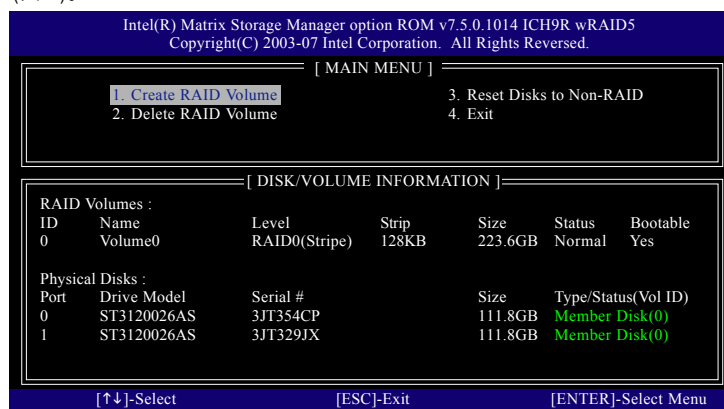 Intel(R) Matrix Storage Manager option ROM v7.5.0.1014 ICH9R wRAID5
Copyright(C) 2003-07 Intel Corporation. All Rights Reversed.
[ MAIN MENU ]
1. Create RAID Volume 3. Reset Disks to Non-RAID
2. Delete RAID Volume 4. Exit
[ DISK/VOLUME INFORMATION ]
RAID Volumes :
ID Name Level Strip Size Status Bootable
0 Volume0 RAID0(Stripe) 128KB 223.6GB Normal Yes
Physical Disks :
Port Drive Model Serial # Size Type/Status(Vol ID)
0 ST3120026AS 3JT354CP 111.8GB Member Disk(0)
1 ST3120026AS 3JT329JX 111.8GB Member Disk(0)
[↑↓]-Select [ESC]-Exit [ENTER]-Select Menu